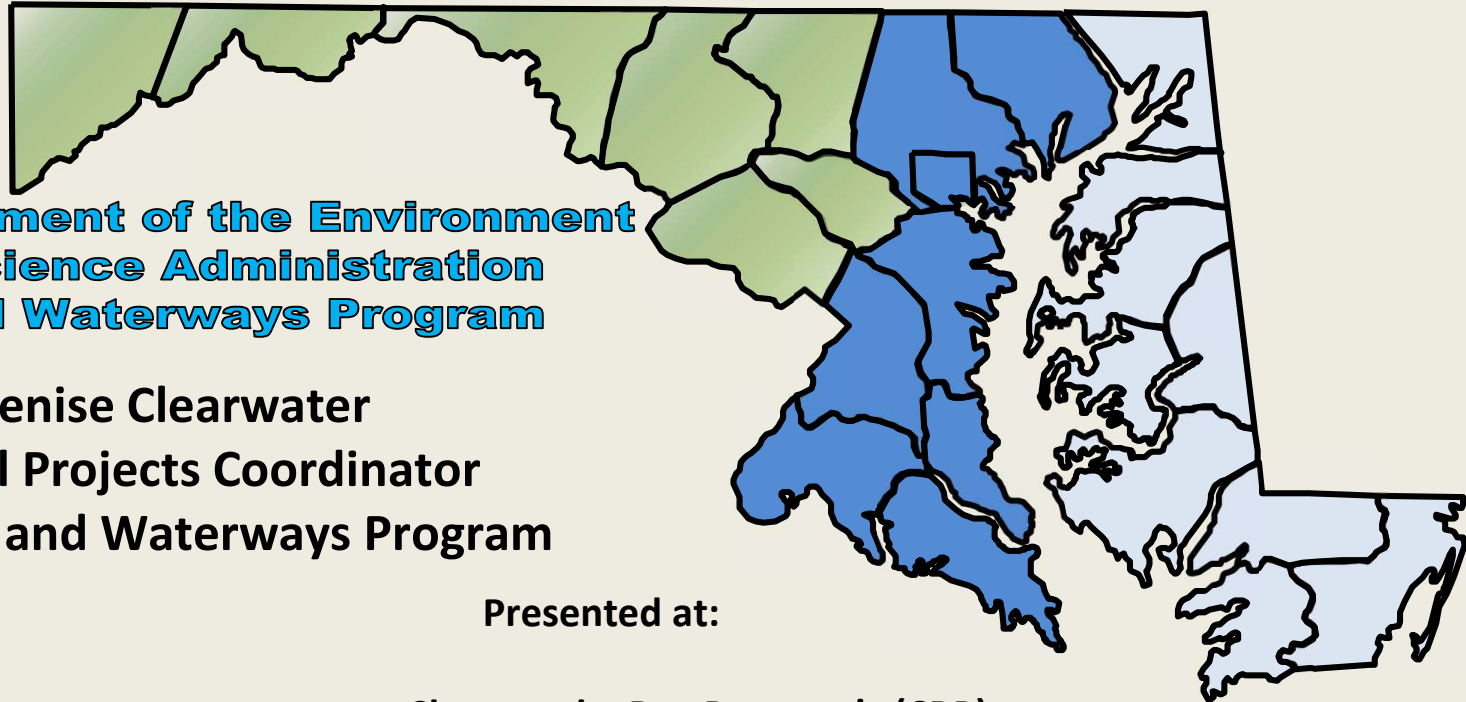 ment of the Environment
cience Administration
d Waterways Program
enise Clearwater
l Projects Coordinator
and Waterways Program
Presented at: